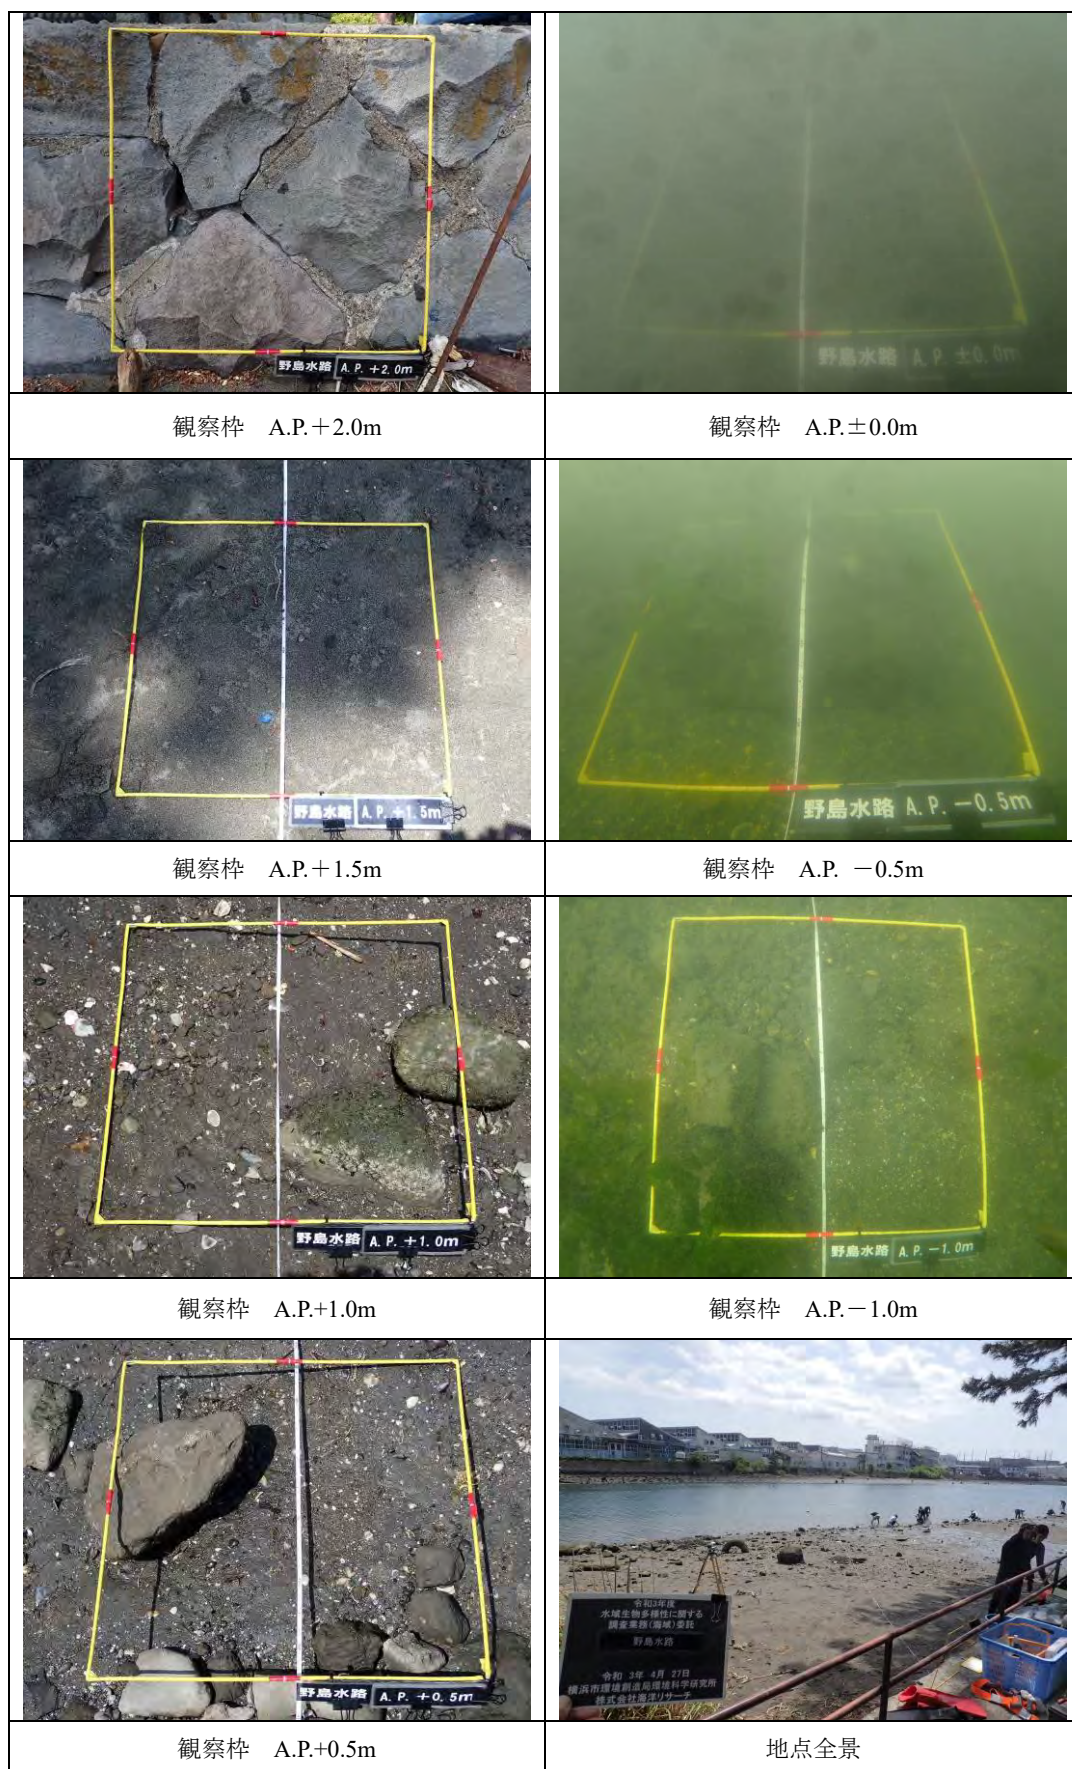 野島水路 A.P. +2.0m
野島水路 A.P. ±0.0m
観察枠 A.P.+2.0m
観察枠 A.P.±0.0m
野島水路 A.P. +1.5m
野島水路 A.P. -0.5m
観察枠 A.P.+1.5m
観察枠 A.P. -0.5m
野島水路 A.P. +1.0m
野島水路 A.P. -1.0m
観察枠 A.P.+1.0m
観察枠 A.P.-1.0m
野島水路 A.P. +0.5m
令和3年度
水域生物多様性に関する
調査業務(海域)委託
野島水路
令和 3年 4月 27日
横浜市環境創造局環境科学研究所
株式会社海洋リサーチ
観察枠 A.P.+0.5m
地点全景